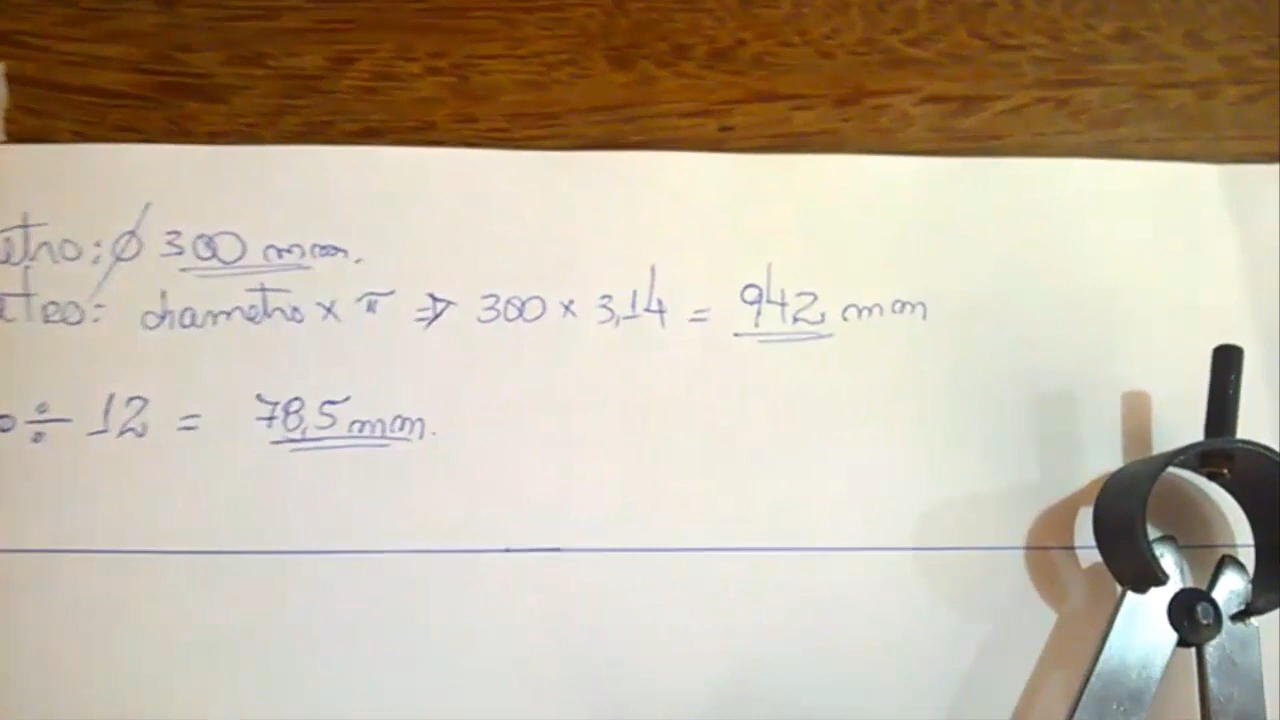 etro: ∅ 300 mm.
etro: diametro x π ⇒ 300 x 3,14 = 942 mm
o ÷ 12 = 78,5 mm.